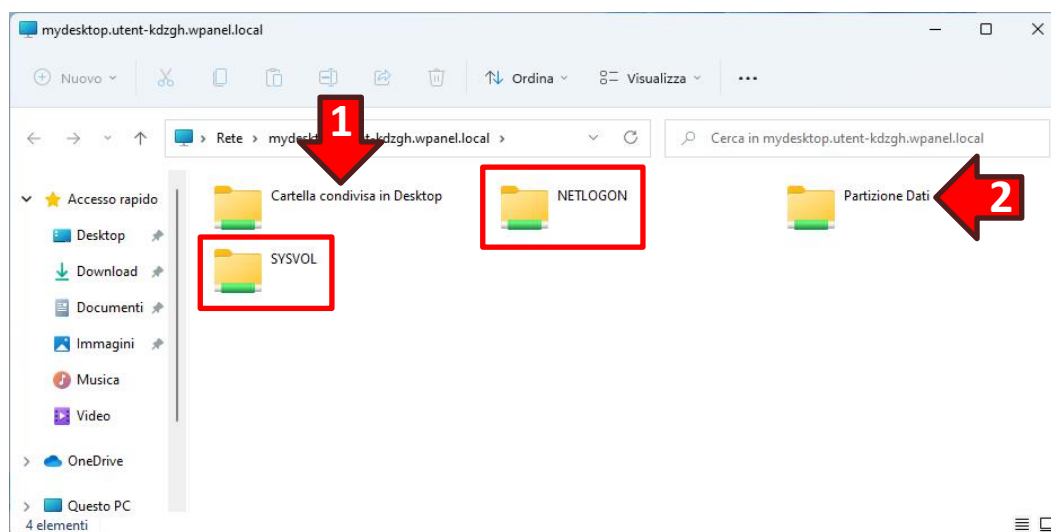 mydesktop.utent-kdzgh.wpanel.local
Nuovo
Ordina
Visualizza
Rete > mydesktop.utent-kdzgh.wpanel.local >
Cerca in mydesktop.utent-kdzgh.wpanel.local
1
Accesso rapido
Desktop
Download
Documenti
Immagini
Musica
Video
OneDrive
Questo PC
Cartella condivisa in Desktop
NETLOGON
Partizione Dati
2
SYSVOL
4 elementi